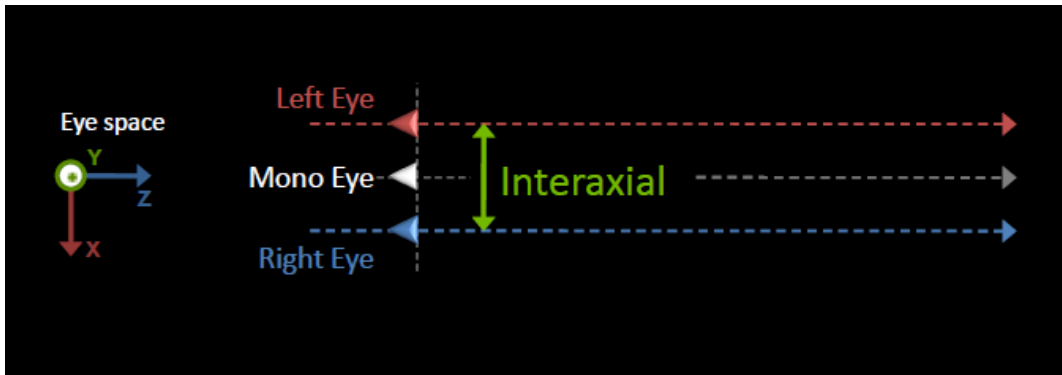 Left Eye
Eye space
Y
Mono Eye
Interaxial
Z
X
Right Eye